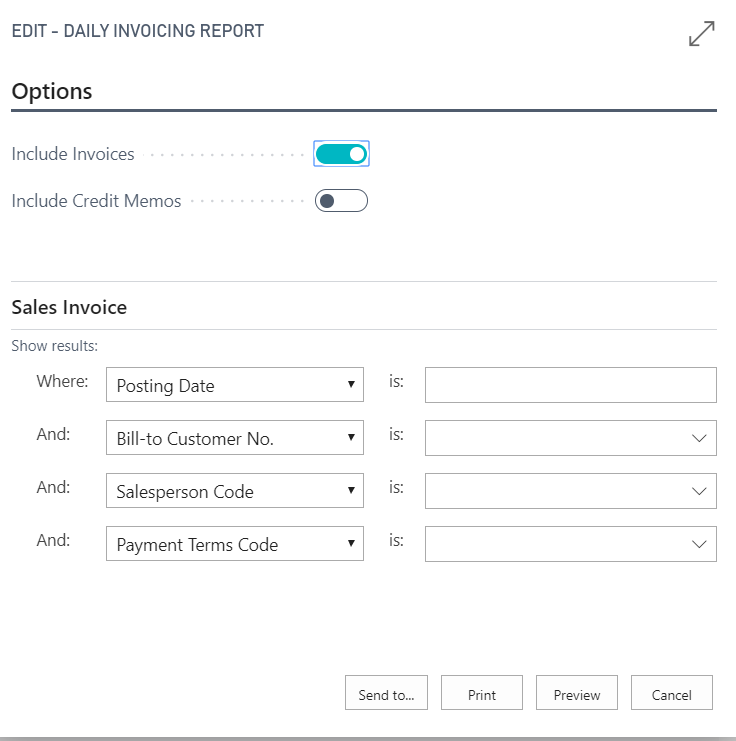 EDIT - DAILY INVOICING REPORT
Options
Include Invoices
Include Credit Memos
Sales Invoice
Show results:
Where: Posting Date is:
And: Bill-to Customer No. is:
And: Salesperson Code is:
And: Payment Terms Code is:
Send to... Print Preview Cancel